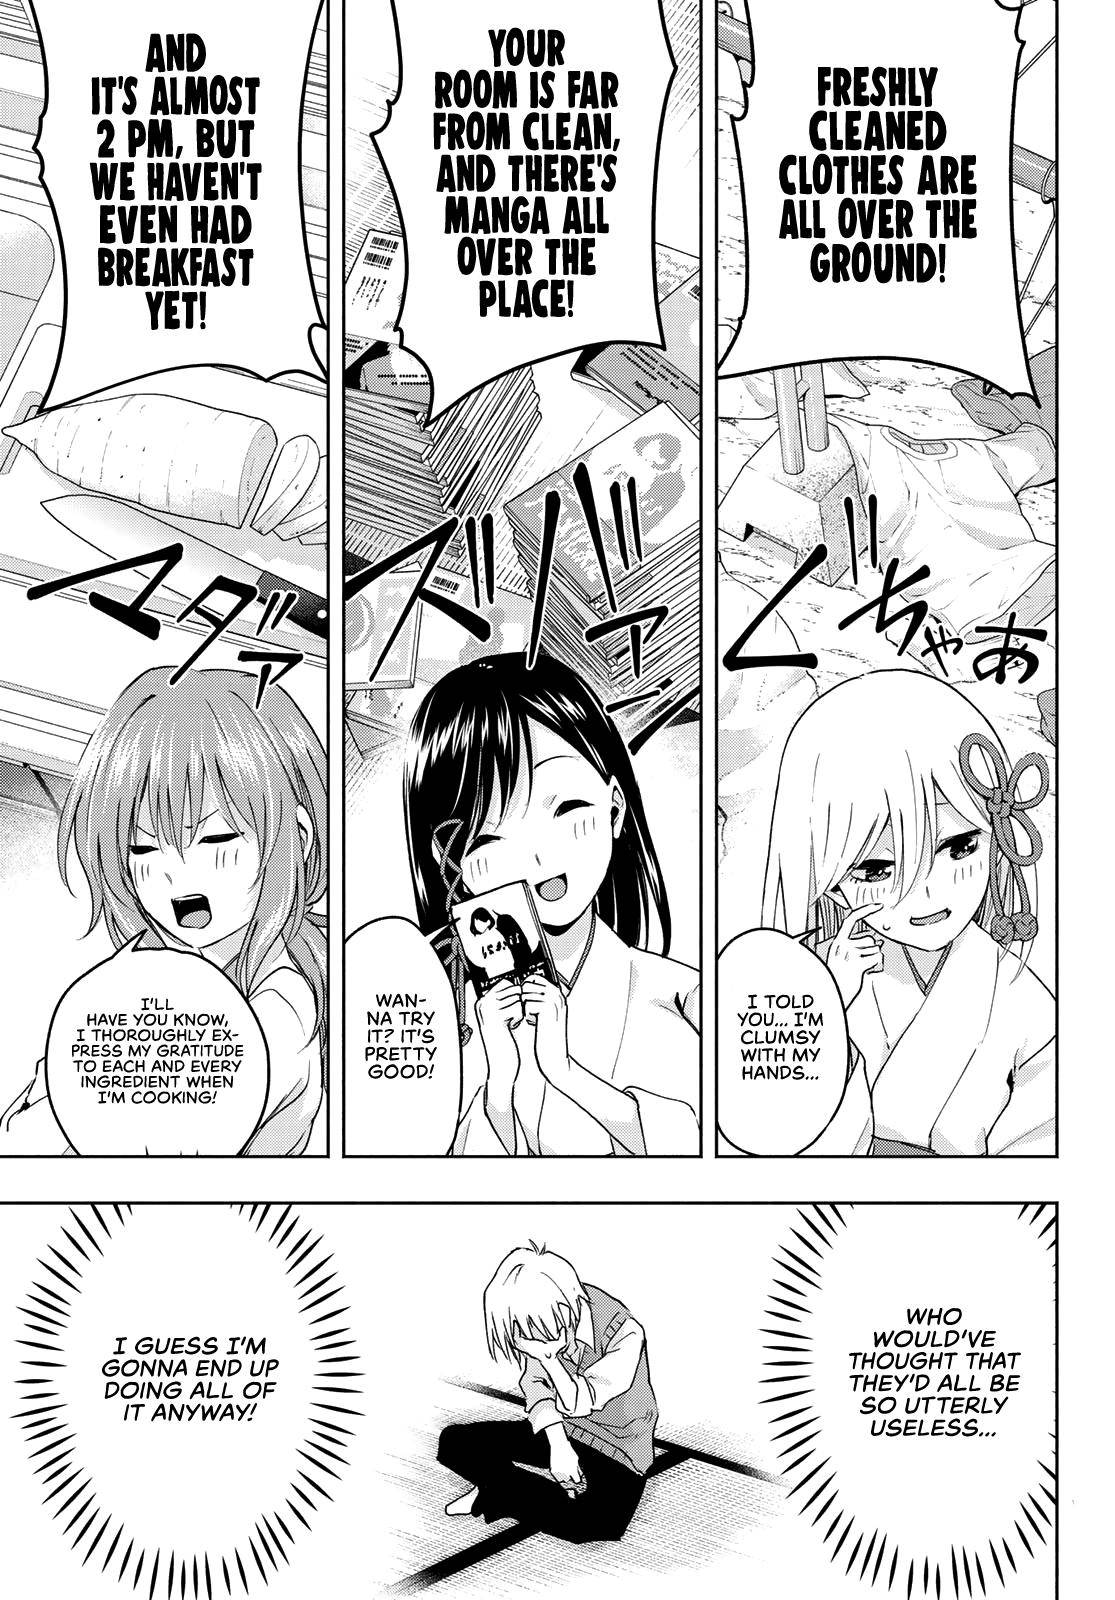 FRESHLY
CLEANED
CLOTHES ARE
ALL OVER THE
GROUND!
くちゃあ
I TOLD
YOU... I'M
CLUMSY
WITH MY
HANDS...
YOUR
ROOM IS FAR
FROM CLEAN,
AND THERE'S
MANGA ALL
OVER THE
PLACE!
ズバァ
WAN-
NA TRY
IT? IT'S
PRETTY
GOOD!
AND
IT'S ALMOST
2 PM, BUT
WE HAVEN'T
EVEN HAD
BREAKFAST
YET!
マダァ
I'LL
HAVE YOU KNOW,
I THOROUGHLY EX-
PRESS MY GRATITUDE
TO EACH AND EVERY
INGREDIENT WHEN
I'M COOKING!
WHO
WOULD'VE
THOUGHT THAT
THEY'D ALL BE
SO UTTERLY
USELESS...
I GUESS I'M
GONNA END UP
DOING ALL OF
IT ANYWAY!